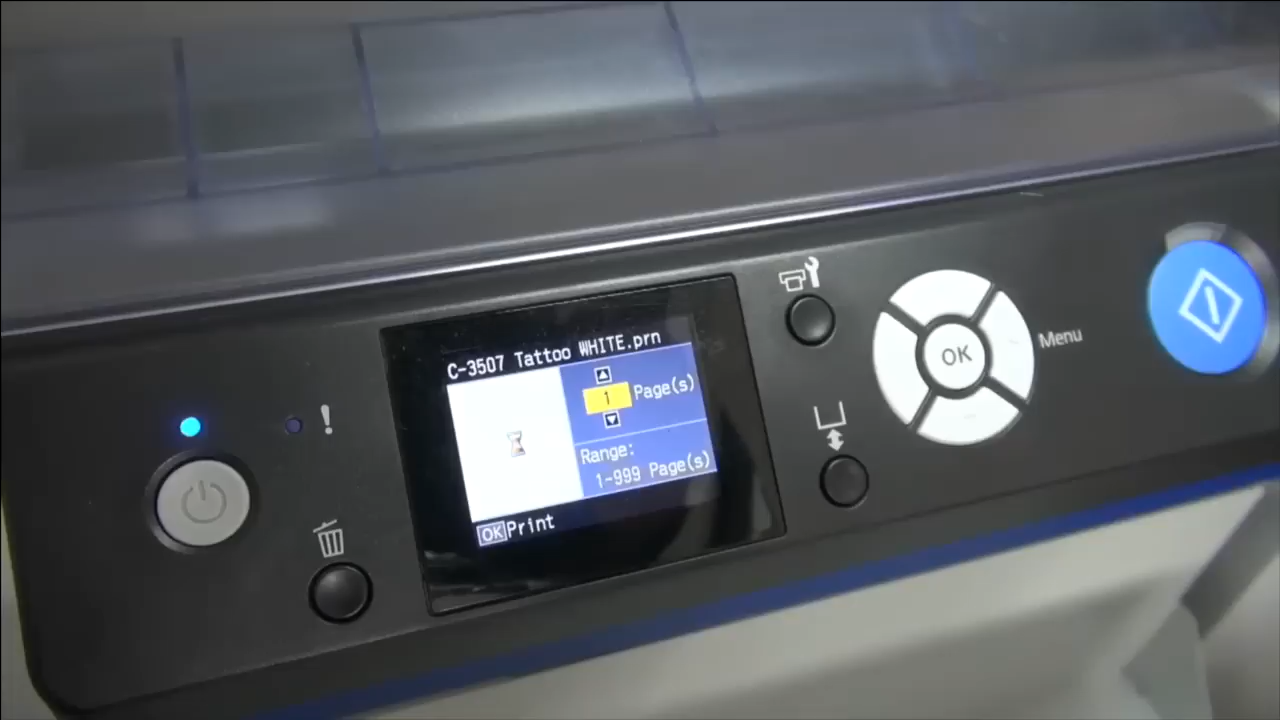 C-3507 Tattoo WHITE.prn
1 Page(s)
Range:
1-999 Page(s)
OK Print
OK
Menu
!